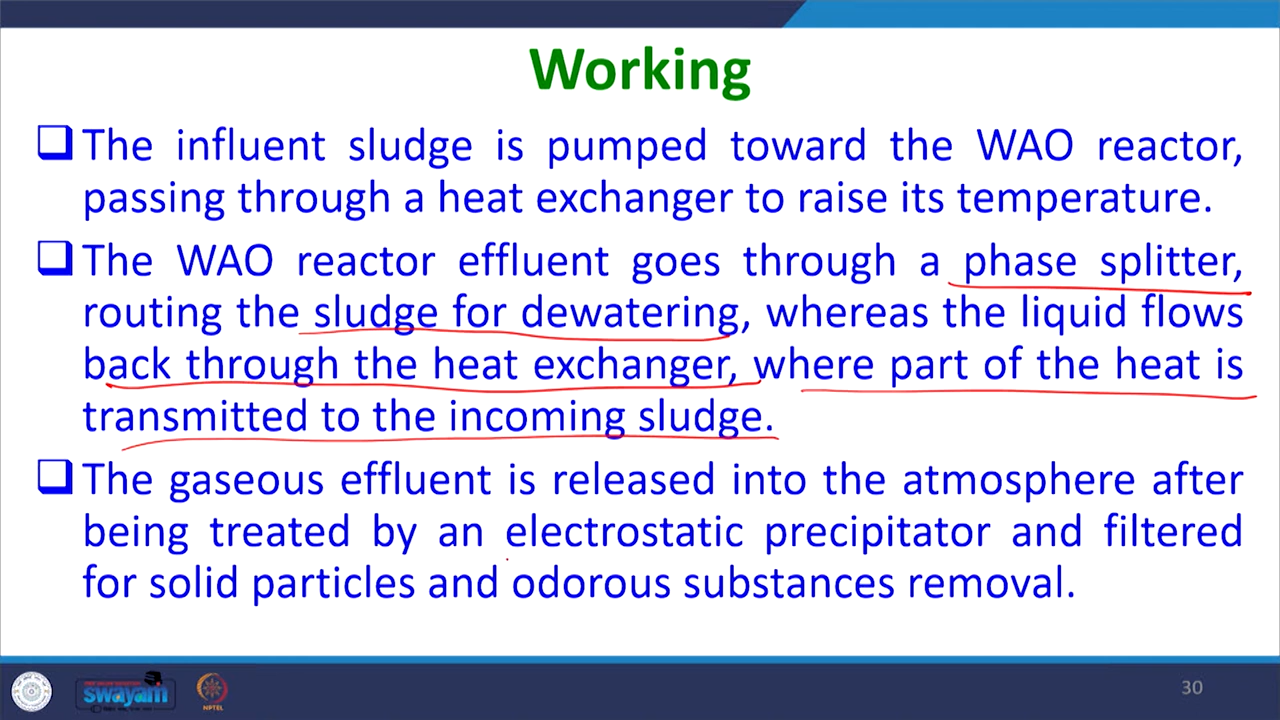 Working
The influent sludge is pumped toward the WAO reactor,
passing through a heat exchanger to raise its temperature.
The WAO reactor effluent goes through a phase splitter,
routing the sludge for dewatering, whereas the liquid flows
back through the heat exchanger, where part of the heat is
transmitted to the incoming sludge.
The gaseous effluent is released into the atmosphere after
being treated by an electrostatic precipitator and filtered
for solid particles and odorous substances removal.
swayam
NPTEL
30